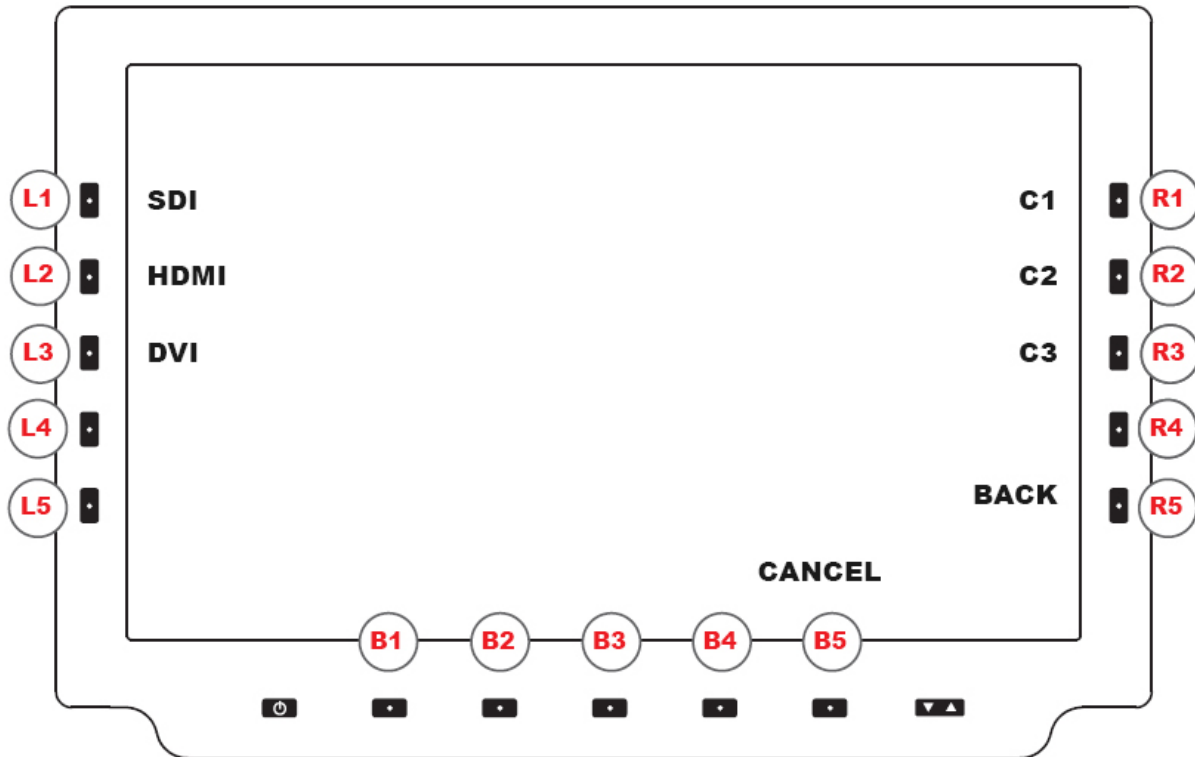 L1 SDI C1 R1
L2 HDMI C2 R2
L3 DVI C3 R3
L4 R4
L5 BACK R5
CANCEL
B1 B2 B3 B4 B5